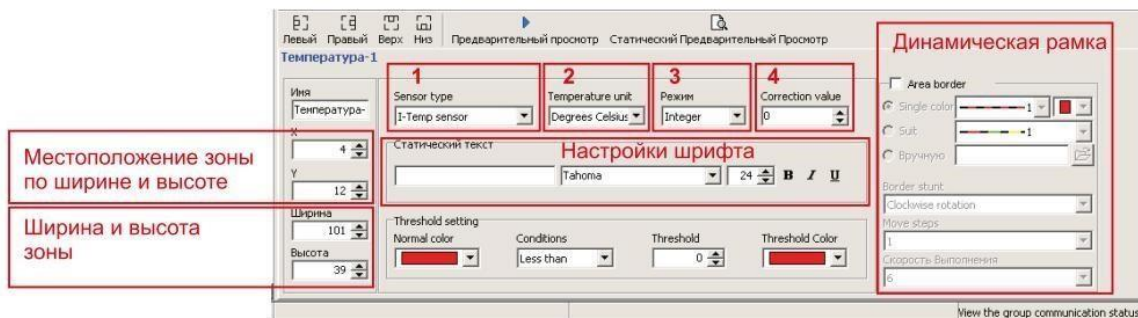 Левый Правый Верх Низ Предварительный просмотр Статический Предварительный Просмотр
Температура-1
Местоположение зоны
по ширине и высоте
Ширина и высота
зоны
Имя
Температура-
X
4
Y
12
Ширина
101
Высота
39
1
Sensor type
I-Temp sensor
2
Temperature unit
Degrees Celsius
3
Режим
Integer
4
Correction value
0
Статический текст
Настройки шрифта
Tahoma 24 B I U
Threshold setting
Normal color Conditions Threshold Threshold Color
Less than 0
Динамическая рамка
Area border
Single color 1
Suit 1
Вручную
Border stunt
Clockwise rotation
Move steps
1
Скорость Выполнения
6
View the group communication status